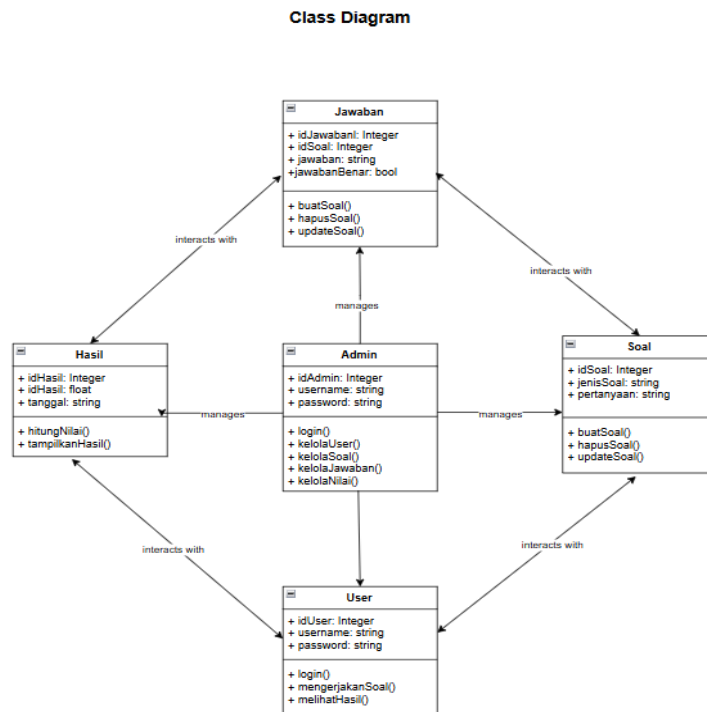 Class Diagram
Jawaban
+ idJawabanI: Integer
+ idSoal: Integer
+ jawaban: string
+jawabanBenar: bool
+ buatSoal()
+ hapusSoal()
+ updateSoal()
interacts with
interacts with
manages
Hasil
+ idHasil: Integer
+ idHasil: float
+ tanggal: string
+ hitungNilai()
+ tampilkanHasil()
manages
Admin
+ idAdmin: Integer
+ username: string
+ password: string
+ login()
+ kelolaUser()
+ kelolaSoal()
+ kelolaJawaban()
+ kelolaNilai()
manages
Soal
+ idSoal: Integer
+ jenisSoal: string
+ pertanyaan: string
+ buatSoal()
+ hapusSoal()
+ updateSoal()
interacts with
interacts with
User
+ idUser: Integer
+ username: string
+ password: string
+ login()
+ mengerjakanSoal()
+ melihatHasil()